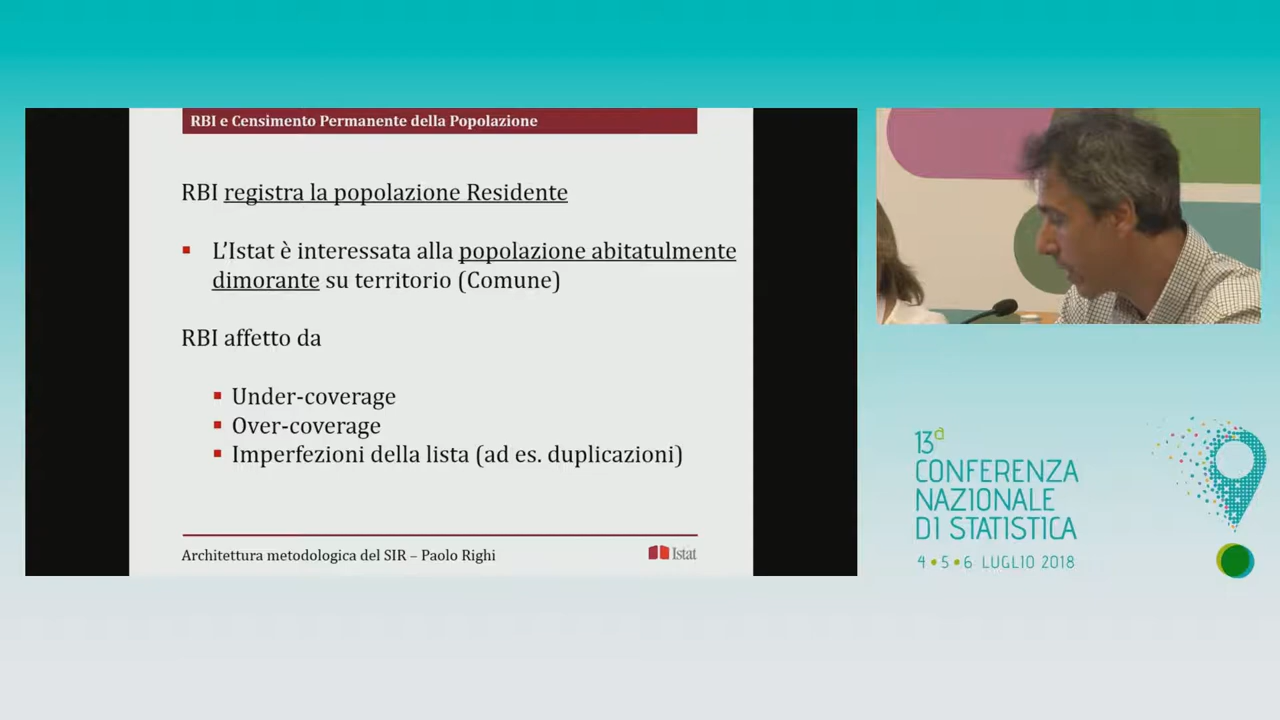 RBI e Censimento Permanente della Popolazione
RBI registra la popolazione Residente
L'Istat è interessata alla popolazione abitatulmente
dimorante su territorio (Comune)
RBI affetto da
Under-coverage
Over-coverage
Imperfezioni della lista (ad es. duplicazioni)
Architettura metodologica del SIR – Paolo Righi
Istat
13a
CONFERENZA
NAZIONALE
DI STATISTICA
4 • 5 • 6 LUGLIO 2018